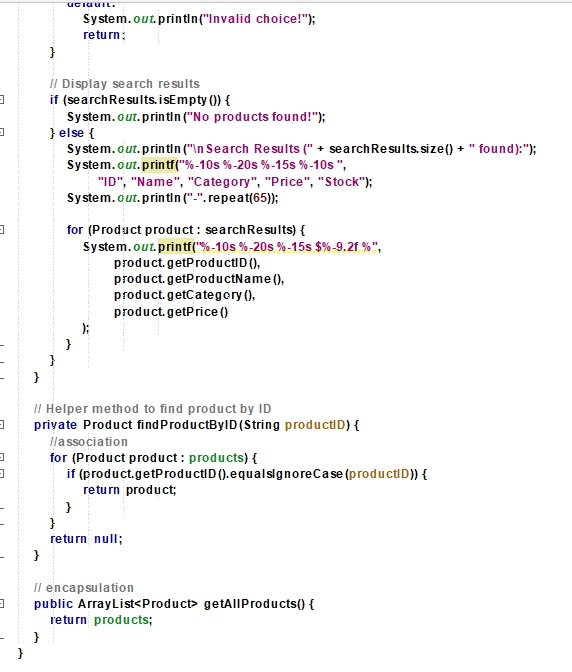 default:
System.out.println("Invalid choice!");
return;
}
// Display search results
if (searchResults.isEmpty()) {
System.out.println("No products found!");
} else {
System.out.println("\nSearch Results (" + searchResults.size() + " found):");
System.out.printf("%-10s %-20s %-15s %-10s ",
"ID", "Name", "Category", "Price", "Stock");
System.out.println("-".repeat(65));
for (Product product : searchResults) {
System.out.printf("%-10s %-20s %-15s $%-9.2f %",
product.getProductID(),
product.getProductName(),
product.getCategory(),
product.getPrice()
);
}
}
}
// Helper method to find product by ID
private Product findProductByID(String productID) {
//association
for (Product product : products) {
if (product.getProductID().equalsIgnoreCase(productID)) {
return product;
}
}
return null;
}
// encapsulation
public ArrayList<Product> getAllProducts() {
return products;
}
}